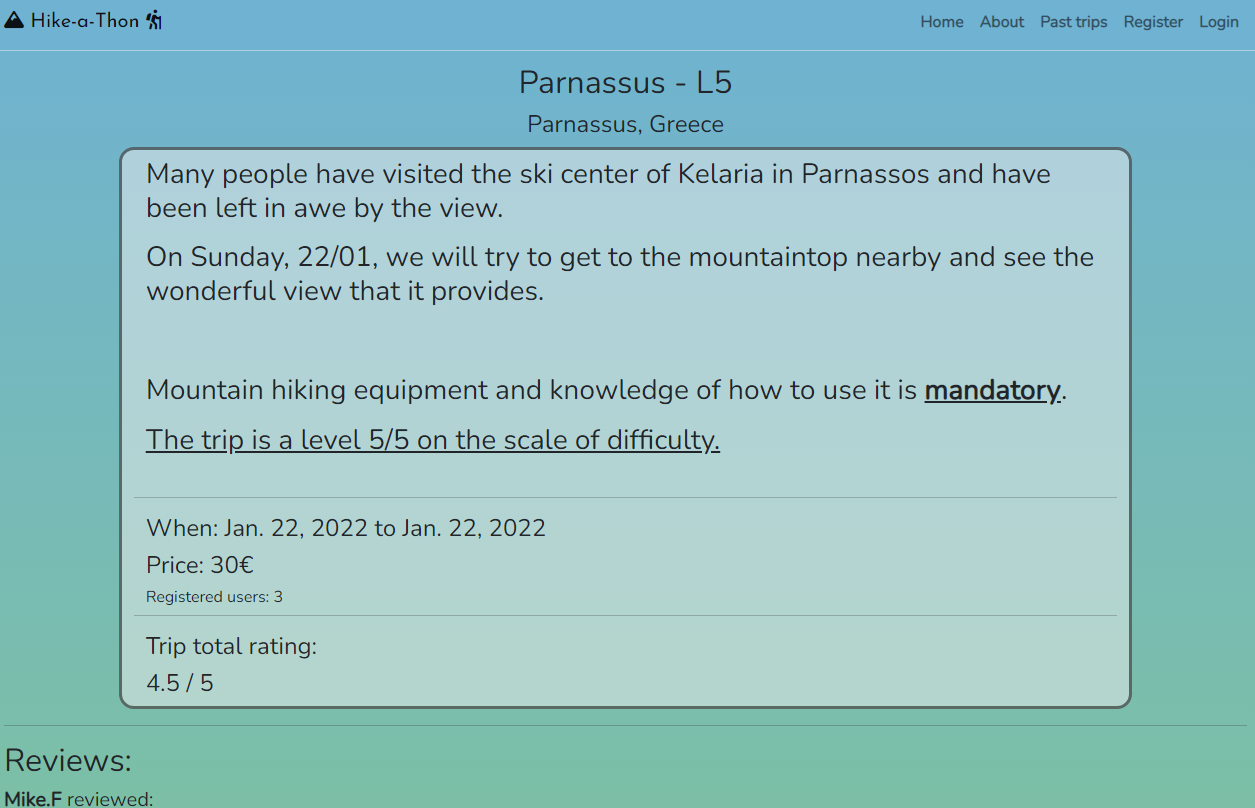 Hike-a-Thon
Home About Past trips Register Login
Parnassus - L5
Parnassus, Greece
Many people have visited the ski center of Kelaria in Parnassos and have
been left in awe by the view.
On Sunday, 22/01, we will try to get to the mountaintop nearby and see the
wonderful view that it provides.
Mountain hiking equipment and knowledge of how to use it is mandatory.
The trip is a level 5/5 on the scale of difficulty.
When: Jan. 22, 2022 to Jan. 22, 2022
Price: 30€
Registered users: 3
Trip total rating:
4.5 / 5
Reviews:
Mike.F reviewed: